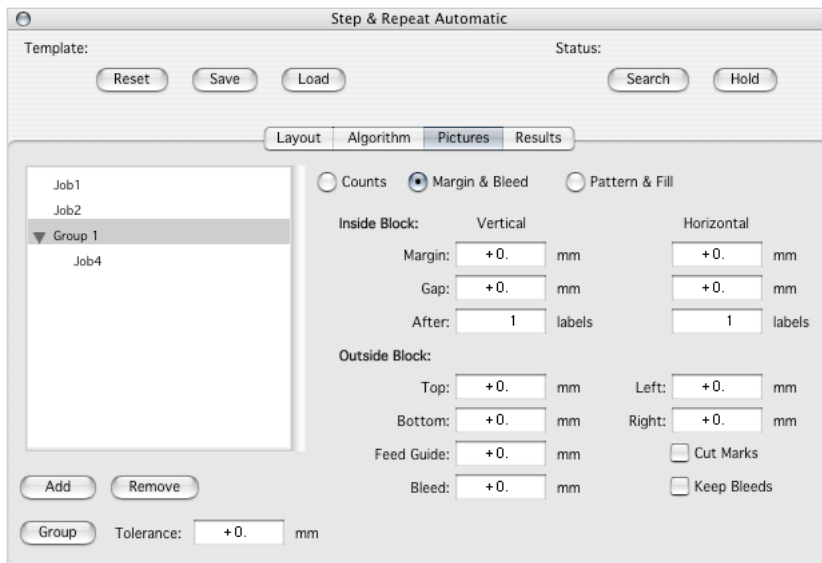 Step & Repeat Automatic
Template: Status:
Reset Save Load Search Hold
Layout Algorithm Pictures Results
Job1
Job2
Group 1
Job4
Add Remove
Group Tolerance: +0. mm
Counts Margin & Bleed Pattern & Fill
Inside Block: Vertical Horizontal
Margin: +0. mm +0. mm
Gap: +0. mm +0. mm
After: 1 labels 1 labels
Outside Block:
Top: +0. mm Left: +0. mm
Bottom: +0. mm Right: +0. mm
Feed Guide: +0. mm Cut Marks
Bleed: +0. mm Keep Bleeds